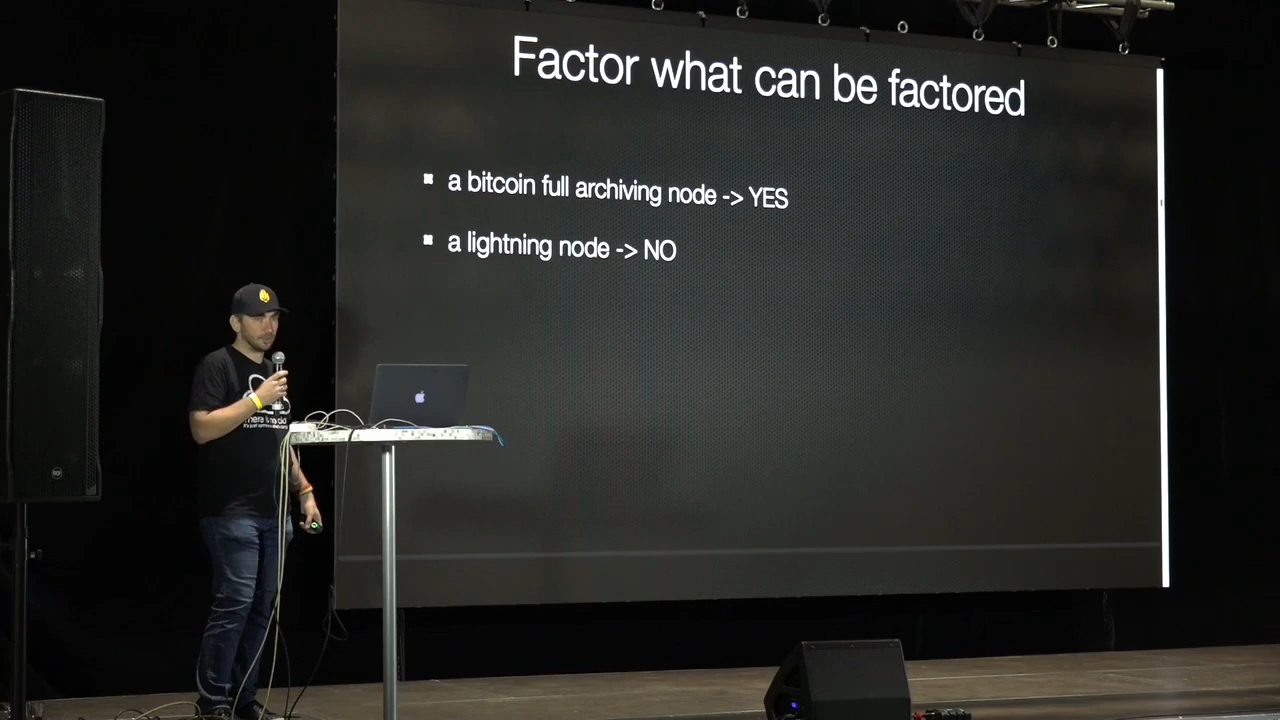 Factor what can be factored
a bitcoin full archiving node -> YES
a lightning node -> NO